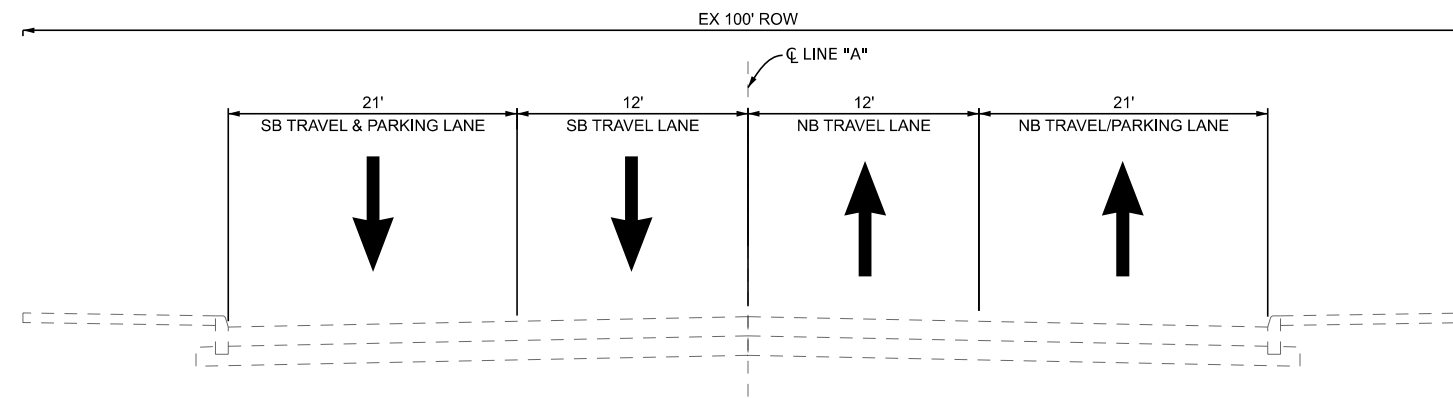 EX 100' ROW
℄ LINE "A"
21'
12'
12'
21'
SB TRAVEL & PARKING LANE
SB TRAVEL LANE
NB TRAVEL LANE
NB TRAVEL/PARKING LANE